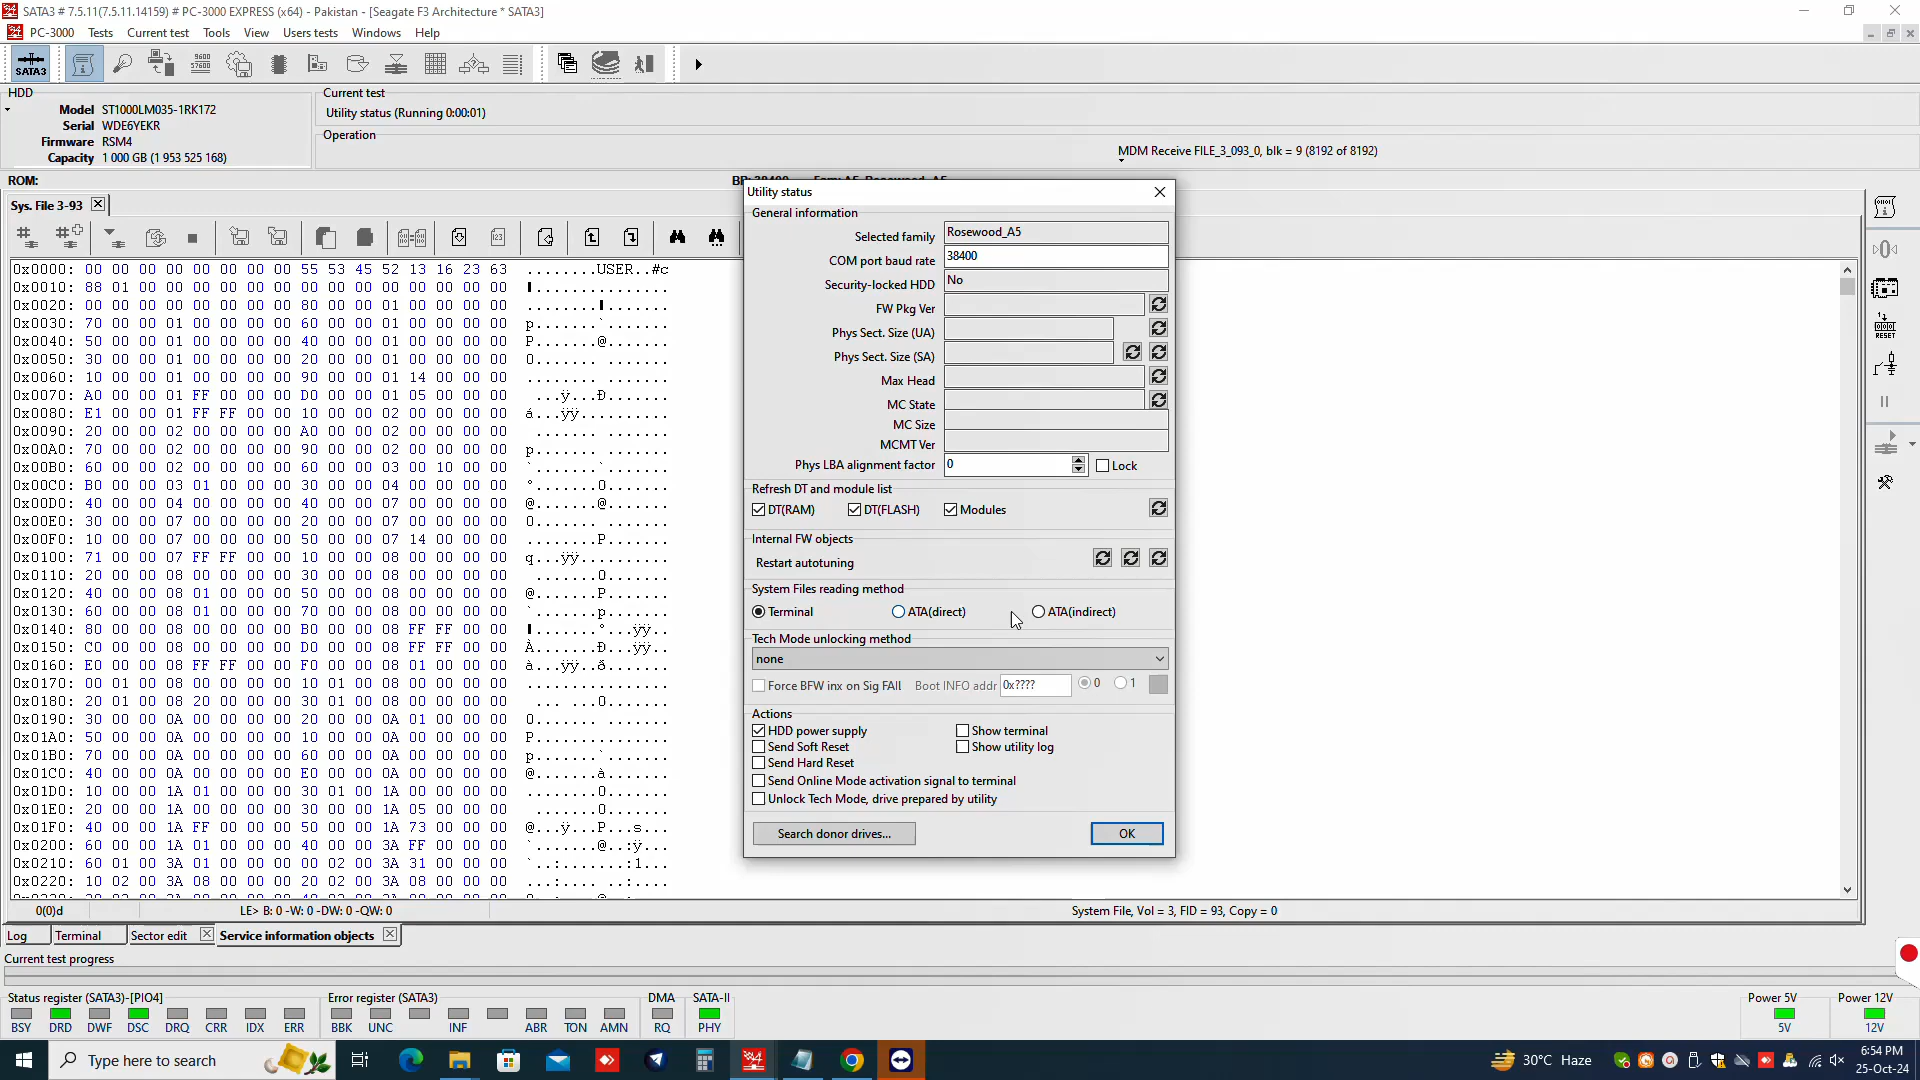 SATA3 # 7.5.11(7.5.11.14159) # PC-3000 EXPRESS (x64) - Pakistan - [Seagate F3 Architecture * SATA3]
PC-3000 Tests Current test Tools View Users tests Windows Help
SATA3
HDD
Model ST1000LM035-1RK172
Serial WDE6YEKR
Firmware RSM4
Capacity 1 000 GB (1 953 525 168)
Current test
Utility status (Running 0:00:01)
Operation
MDM Receive FILE_3_093_0, blk = 9 (8192 of 8192)
ROM:
Sys. File 3-93
0x0000: 00 00 00 00 00 00 00 00 55 53 45 52 13 16 23 63 ........USER..#c
0x0010: 88 01 00 00 00 00 00 00 00 00 00 00 00 00 00 00
0x0020: 00 00 00 00 00 00 00 00 80 00 00 01 00 00 00 00
0x0030: 70 00 00 01 00 00 00 00 60 00 00 01 00 00 00 00 p.......`.......
0x0040: 50 00 00 01 00 00 00 00 40 00 00 01 00 00 00 00 P.......@.......
0x0050: 30 00 00 01 00 00 00 00 20 00 00 01 00 00 00 00 0....... .......
0x0060: 10 00 00 01 00 00 00 00 90 00 00 01 14 00 00 00 ................
0x0070: A0 00 00 01 FF 00 00 00 D0 00 00 01 05 00 00 00  ....ÿ...Ð.......
0x0080: E1 00 00 01 FF FF 00 00 10 00 00 02 00 00 00 00 á...ÿÿ..........
0x0090: 20 00 00 02 00 00 00 00 A0 00 00 02 00 00 00 00
0x00A0: 70 00 00 02 00 00 00 00 90 00 00 02 00 00 00 00 p...............
0x00B0: 60 00 00 02 00 00 00 00 60 00 00 03 00 10 00 00 `.......`.......
0x00C0: B0 00 00 03 01 00 00 00 30 00 00 04 00 00 00 00 °.......0.......
0x00D0: 40 00 00 04 00 00 00 00 40 00 00 07 00 00 00 00 @.......@.......
0x00E0: 30 00 00 07 00 00 00 00 20 00 00 07 00 00 00 00 0....... .......
0x00F0: 10 00 00 07 00 00 00 00 50 00 00 07 14 00 00 00 ........P.......
0x0100: 71 00 00 07 FF FF 00 00 10 00 00 08 00 00 00 00 q...ÿÿ..........
0x0110: 20 00 00 08 00 00 00 00 30 00 00 08 00 00 00 00  .......0.......
0x0120: 40 00 00 08 01 00 00 00 50 00 00 08 00 00 00 00 @.......P.......
0x0130: 60 00 00 08 01 00 00 00 70 00 00 08 00 00 00 00 `.......p.......
0x0140: 80 00 00 08 00 00 00 00 B0 00 00 08 FF FF 00 00
0x0150: C0 00 00 08 00 00 00 00 D0 00 00 08 FF FF 00 00 À.......Ð...ÿÿ..
0x0160: E0 00 00 08 FF FF 00 00 F0 00 00 08 01 00 00 00 à...ÿÿ..ð.......
0x0170: 00 01 00 08 00 00 00 00 10 01 00 08 00 00 00 00 ................
0x0180: 20 01 00 08 20 00 00 00 30 01 00 08 00 00 00 00  ... ...0.......
0x0190: 30 00 00 0A 00 00 00 00 20 00 00 0A 01 00 00 00 0....... .......
0x01A0: 50 00 00 0A 00 00 00 00 10 00 00 0A 00 00 00 00 P...............
0x01B0: 70 00 00 0A 00 00 00 00 60 00 00 0A 00 00 00 00 p.......`.......
0x01C0: 40 00 00 0A 00 00 00 00 E0 00 00 0A 00 00 00 00 @.......à.......
0x01D0: 10 00 00 1A 01 00 00 00 30 01 00 1A 00 00 00 00 ........0.......
0x01E0: 20 00 00 1A 00 00 00 00 30 00 00 1A 05 00 00 00  .......0.......
0x01F0: 40 00 00 1A FF 00 00 00 50 00 00 1A 73 00 00 00 @...ÿ...P...s...
0x0200: 60 00 00 1A 01 00 00 00 40 00 00 3A FF 00 00 00 `.......@..:ÿ...
0x0210: 60 01 00 3A 01 00 00 00 00 02 00 3A 31 00 00 00 `..:.......:1...
0x0220: 10 02 00 3A 08 00 00 00 20 02 00 3A 08 00 00 00 ...:.... ..:....
Utility status
General information
Selected family Rosewood_A5
COM port baud rate 38400
Security-locked HDD No
FW Pkg Ver
Phys Sect. Size (UA)
Phys Sect. Size (SA)
Max Head
MC State
MC Size
MCMT Ver
Phys LBA alignment factor 0 Lock
Refresh DT and module list
DT(RAM) DT(FLASH) Modules
Internal FW objects
Restart autotuning
System Files reading method
Terminal ATA(direct) ATA(indirect)
Tech Mode unlocking method
none
Force BFW inx on Sig FAIl Boot INFO addr 0x???? 0 1
Actions
HDD power supply Show terminal
Send Soft Reset Show utility log
Send Hard Reset
Send Online Mode activation signal to terminal
Unlock Tech Mode, drive prepared by utility
Search donor drives... OK
RESET
0(0)d LE> B: 0 -W: 0 -DW: 0 -QW: 0 System File, Vol = 3, FID = 93, Copy = 0
Log Terminal Sector edit Service information objects
Current test progress
Status register (SATA3)-[PIO4] Error register (SATA3) DMA SATA-II Power 5V Power 12V
BSY DRD DWF DSC DRQ CRR IDX ERR BBK UNC INF ABR TON AMN RQ PHY 5V 12V
Type here to search
30°C Haze
6:54 PM
25-Oct-24